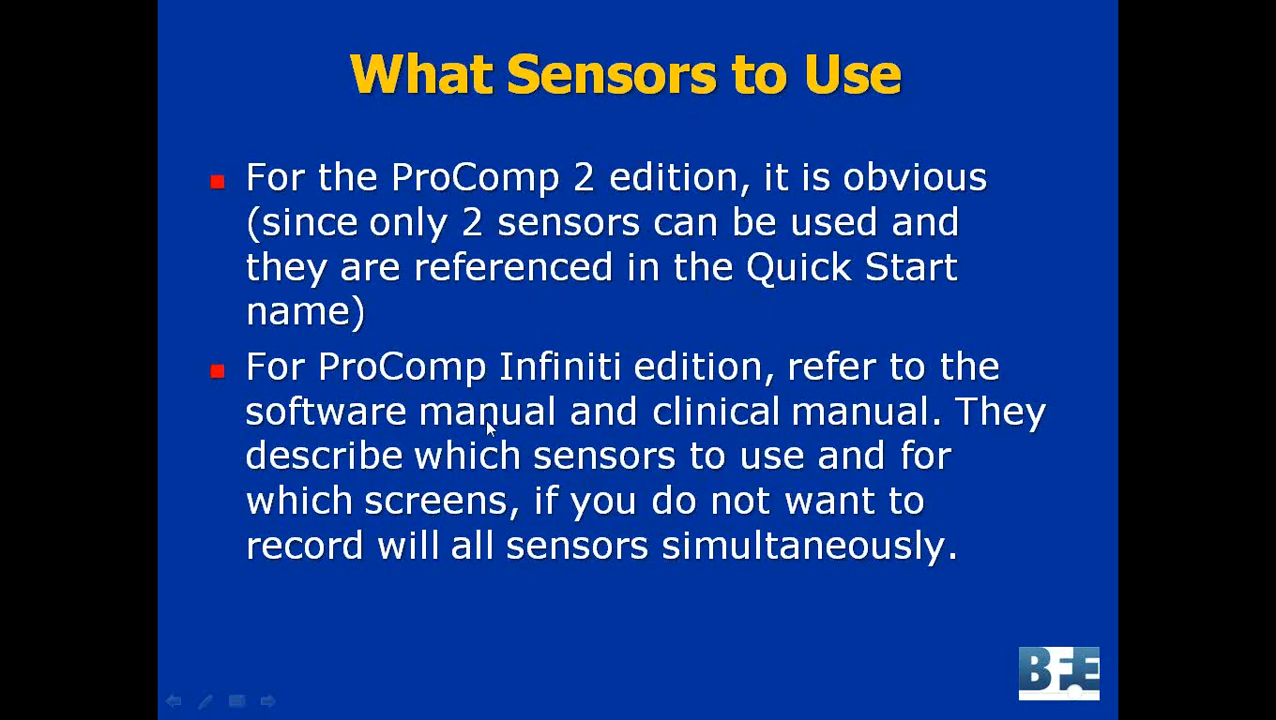 What Sensors to Use
For the ProComp 2 edition, it is obvious
(since only 2 sensors can be used and
they are referenced in the Quick Start
name)
For ProComp Infiniti edition, refer to the
software manual and clinical manual. They
describe which sensors to use and for
which screens, if you do not want to
record will all sensors simultaneously.
BFE